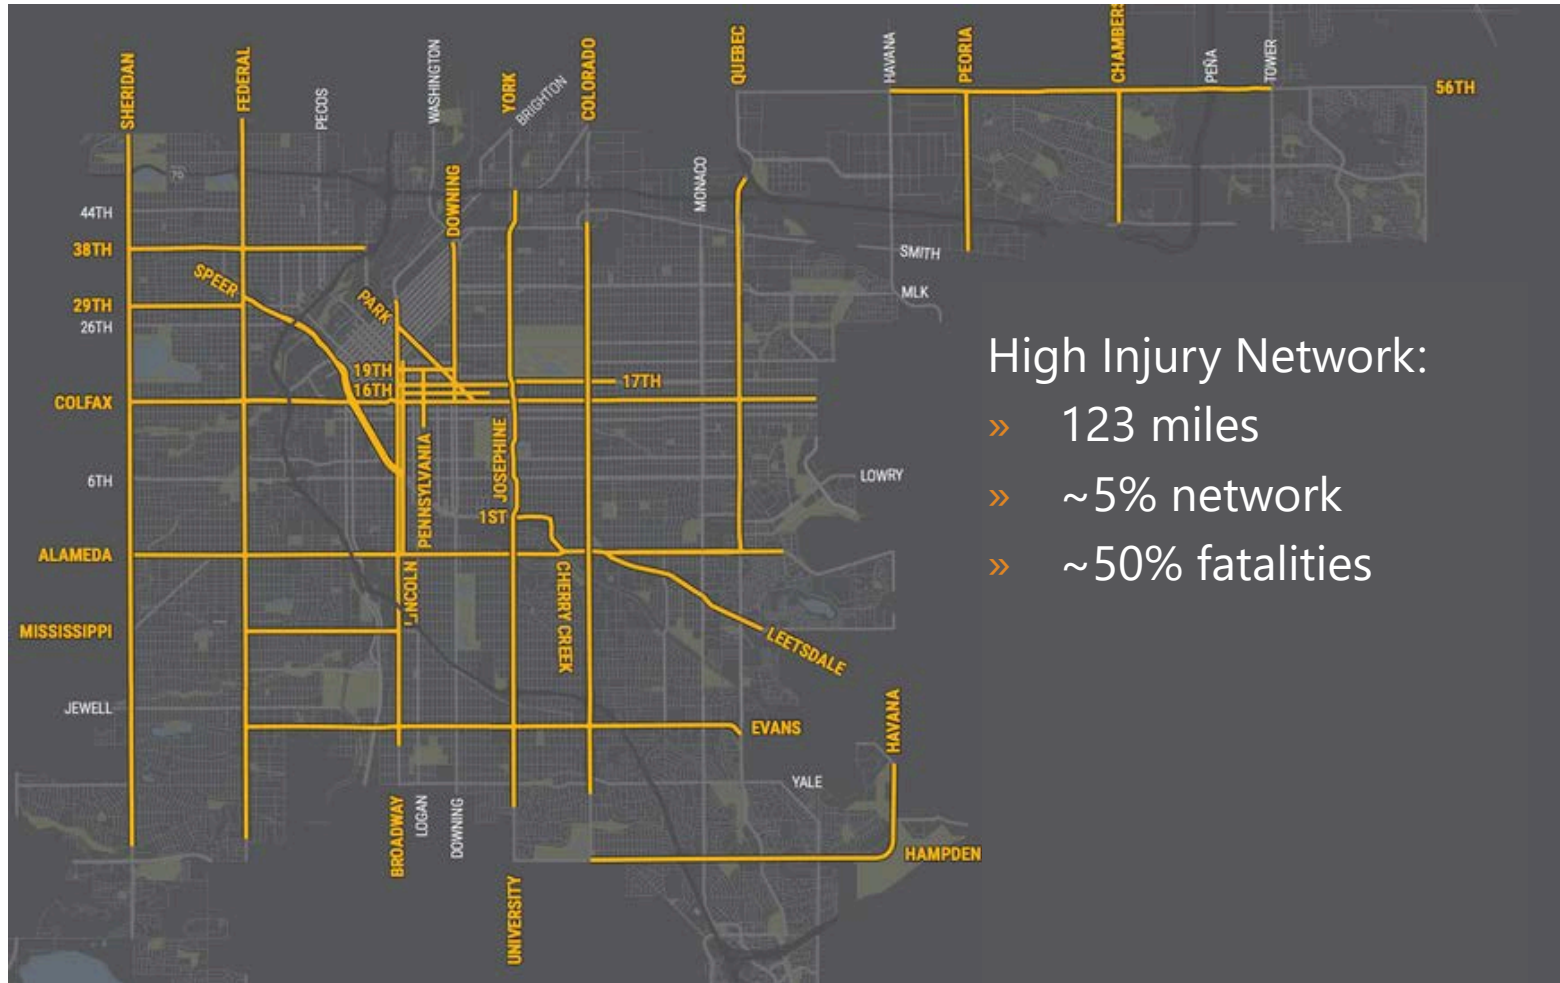 SHERIDAN
FEDERAL
PECOS
WASHINGTON
YORK
BRIGHTON
COLORADO
QUEBEC
HAVANA
PEORIA
CHAMBERS
PEÑA
TOWER
56TH
70
DOWNING
MONACO
44TH
38TH
SPEER
29TH
26TH
PARK
SMITH
MLK
19TH
16TH
17TH
COLFAX
High Injury Network:
» 123 miles
» ~5% network
» ~50% fatalities
6TH
PENNSYLVANIA
JOSEPHINE
1ST
LOWRY
ALAMEDA
LINCOLN
CHERRY CREEK
MISSISSIPPI
LEETSDALE
JEWELL
EVANS
HAVANA
YALE
BROADWAY
LOGAN
DOWNING
UNIVERSITY
HAMPDEN